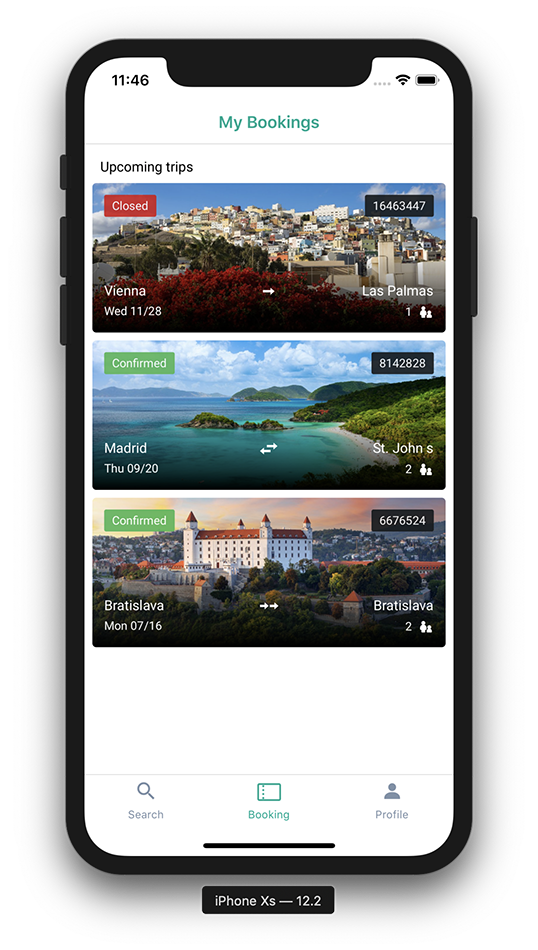 11:46
My Bookings
Upcoming trips
Closed 16463447
Vienna Las Palmas
Wed 11/28 1
Confirmed 8142828
Madrid St. John s
Thu 09/20 2
Confirmed 6676524
Bratislava Bratislava
Mon 07/16 2
Search Booking Profile
iPhone Xs — 12.2